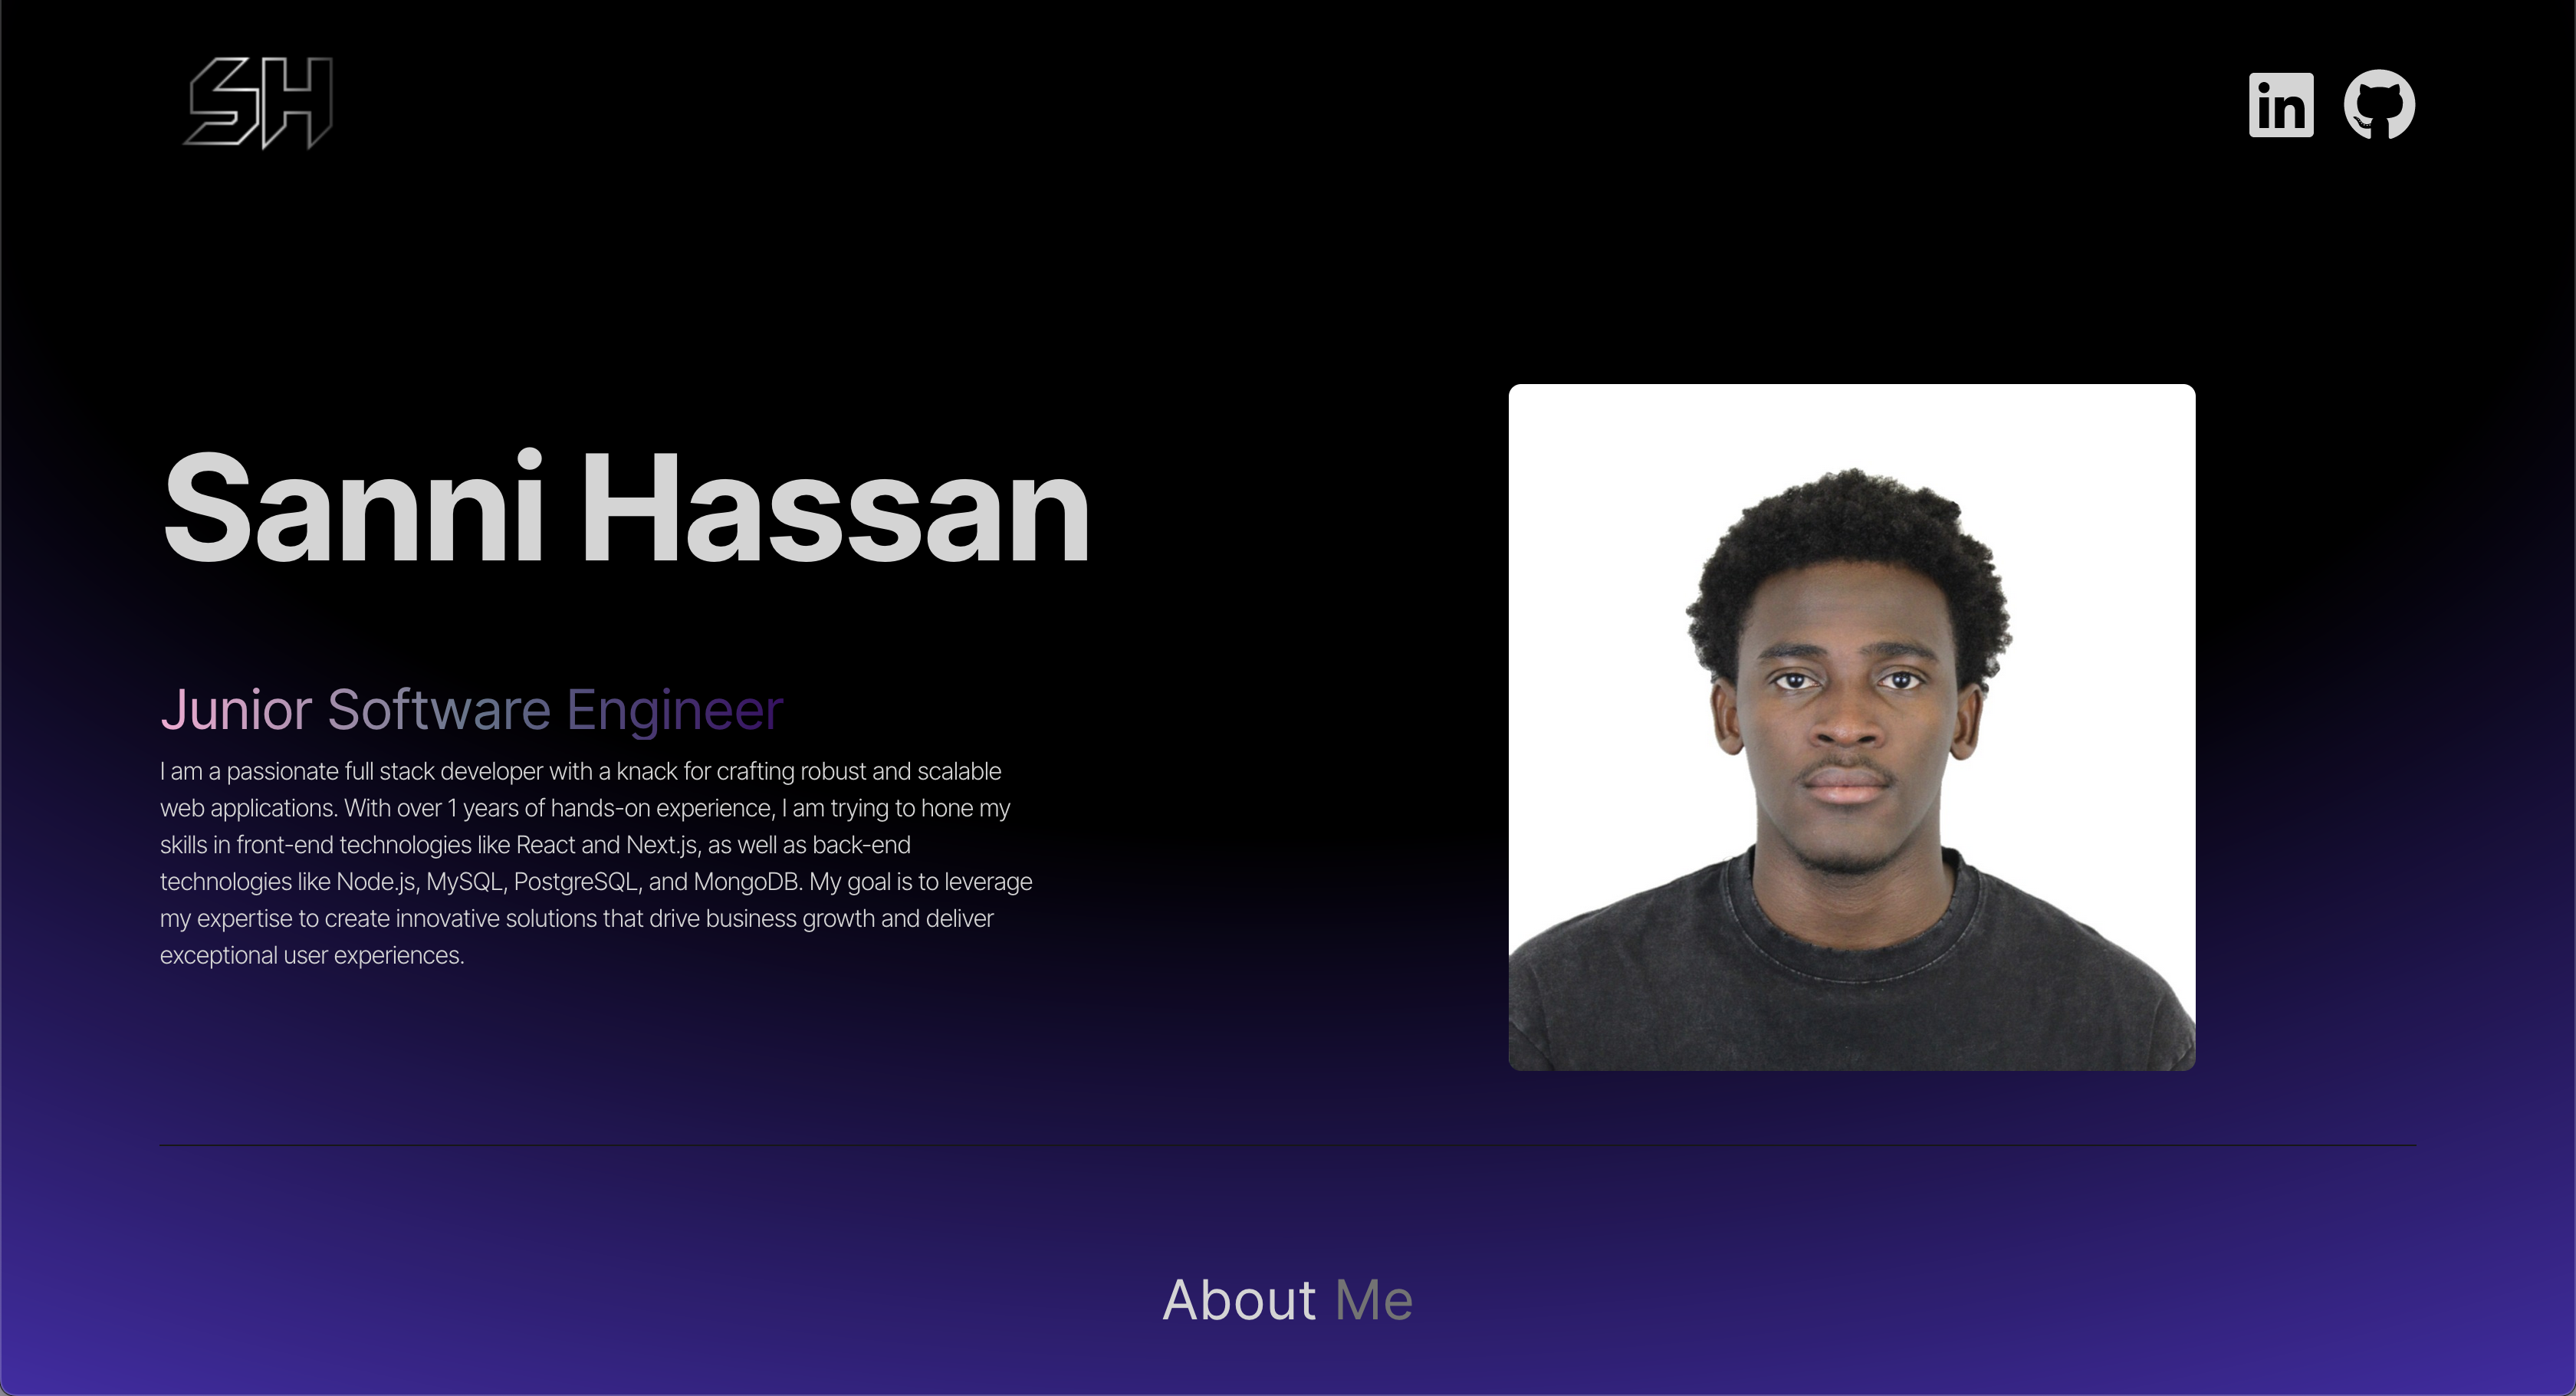 SH
in
Sanni Hassan
Junior Software Engineer
I am a passionate full stack developer with a knack for crafting robust and scalable
web applications. With over 1 years of hands-on experience, I am trying to hone my
skills in front-end technologies like React and Next.js, as well as back-end
technologies like Node.js, MySQL, PostgreSQL, and MongoDB. My goal is to leverage
my expertise to create innovative solutions that drive business growth and deliver
exceptional user experiences.
About Me